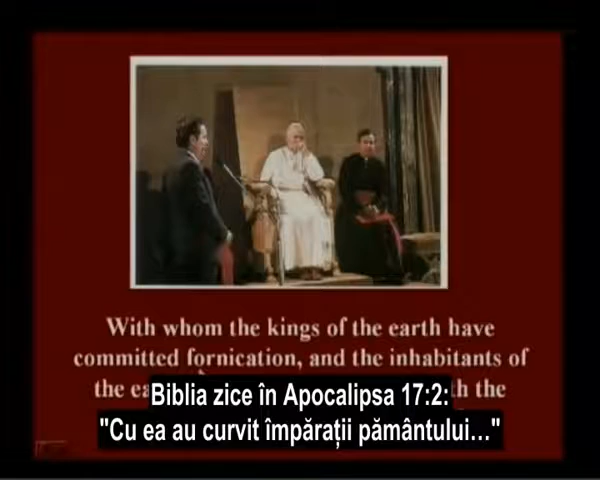 With whom the kings of the earth have
committed fornication, and the inhabitants of
the the
Biblia zice în Apocalipsa 17:2:
"Cu ea au curvit împărații pământului..."